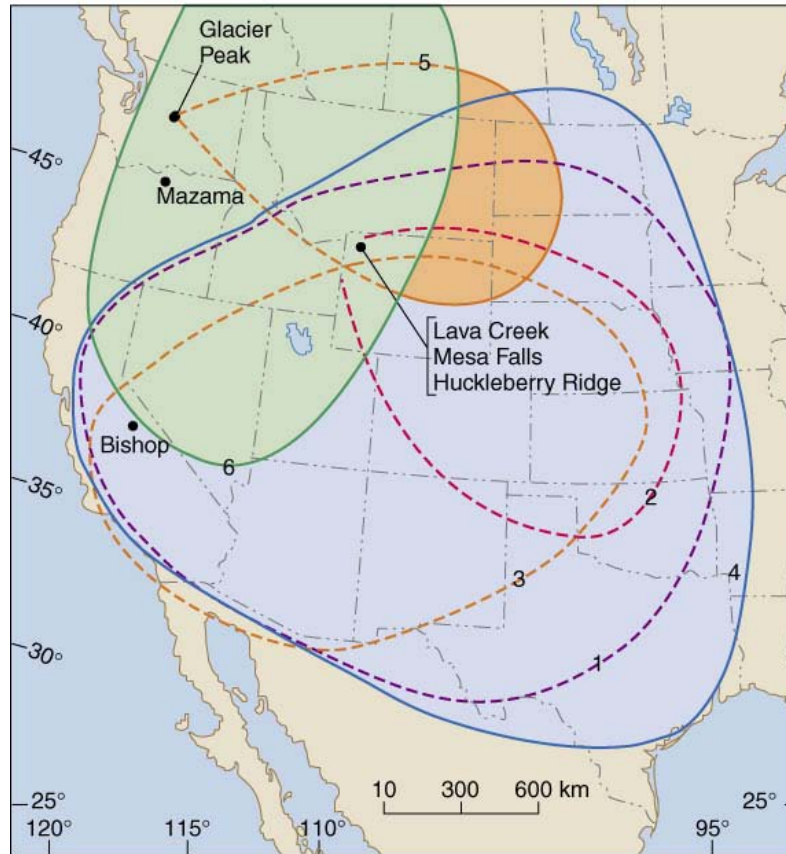 Glacier
Peak
5
45°
Mazama
40°
Lava Creek
Mesa Falls
Huckleberry Ridge
Bishop
6
35°
2
3
4
1
30°
10 300 600 km
25°
25°
120° 115° 110° 95°